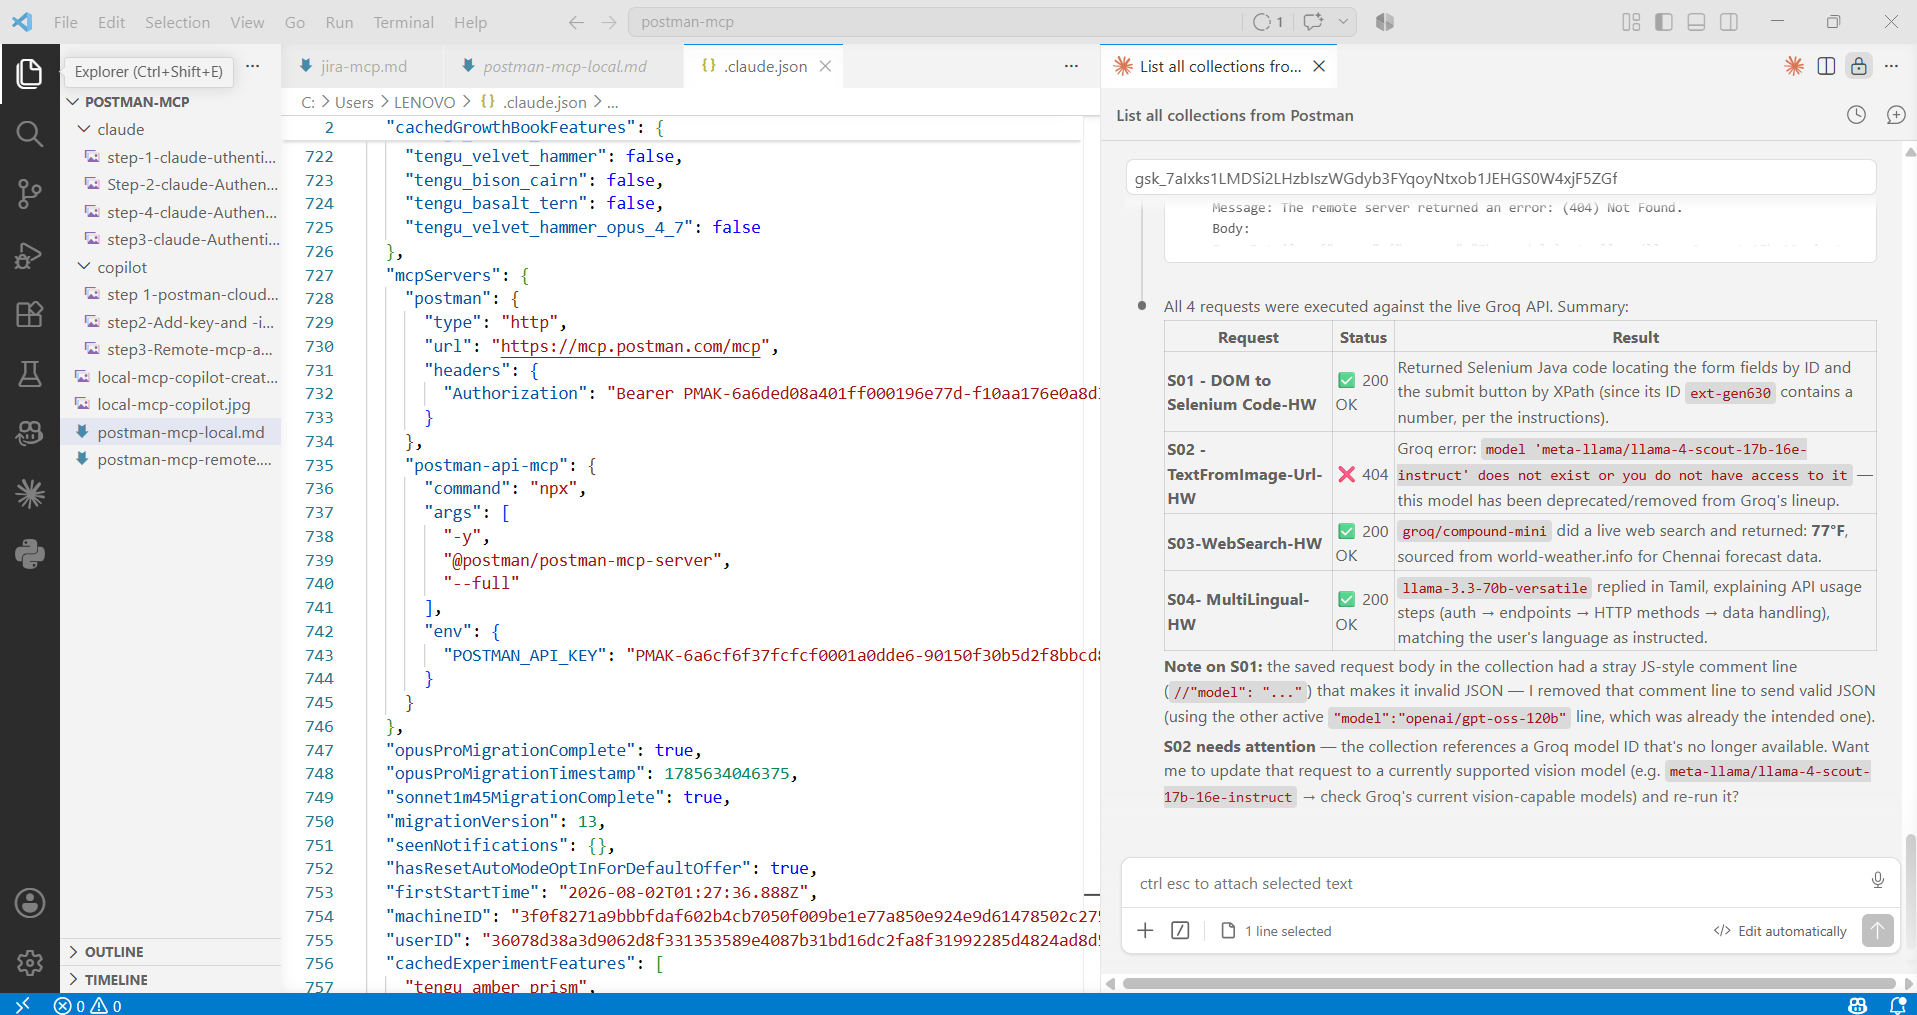 File Edit Selection View Go Run Terminal Help
postman-mcp
1
Explorer (Ctrl+Shift+E)
POSTMAN-MCP
claude
step-1-claude-uthenti...
Step-2-claude-Authen...
step-4-claude-Authen...
step3-claude-Authenti...
copilot
step 1-postman-cloud...
step2-Add-key-and -i...
step3-Remote-mcp-a...
local-mcp-copilot-creat...
local-mcp-copilot.jpg
postman-mcp-local.md
postman-mcp-remote....
OUTLINE
TIMELINE
jira-mcp.md
postman-mcp-local.md
{} .claude.json
C: > Users > LENOVO > {} .claude.json > ...
2 "cachedGrowthBookFeatures": {
722 "tengu_velvet_hammer": false,
723 "tengu_bison_cairn": false,
724 "tengu_basalt_tern": false,
725 "tengu_velvet_hammer_opus_4_7": false
726 },
727 "mcpServers": {
728 "postman": {
729 "type": "http",
730 "url": "https://mcp.postman.com/mcp",
731 "headers": {
732 "Authorization": "Bearer
733 }
734 },
735 "postman-api-mcp": {
736 "command": "npx",
737 "args": [
738 "-y",
739 "@postman/postman-mcp-server",
740 "--full"
741 ],
742 "env": {
743 "POSTMAN_API_KEY":
744 }
745 }
746 },
747 "opusProMigrationComplete": true,
748 "opusProMigrationTimestamp": 1785634046375,
749 "sonnet1m45MigrationComplete": true,
750 "migrationVersion": 13,
751 "seenNotifications": {},
752 "hasResetAutoModeOptInForDefaultOffer": true,
753 "firstStartTime": "2026-08-02T01:27:36.888Z",
754 "machineID":
755 "userID":
756 "cachedExperimentFeatures": [
757 "tengu_amber_prism",
List all collections fro...
List all collections from Postman
Message: The remote server returned an error: (404) Not Found.
Body:
All 4 requests were executed against the live Groq API. Summary:
Request Status Result
S01 - DOM to Selenium Code-HW
✅ 200 OK
Returned Selenium Java code locating the form fields by ID and
the submit button by XPath (since its ID ext-gen630 contains a
number, per the instructions).
S02 - TextFromImage-Url-HW
❌ 404
Groq error: model 'meta-llama/llama-4-scout-17b-16e-
instruct' does not exist or you do not have access to it —
this model has been deprecated/removed from Groq's lineup.
S03-WebSearch-HW
✅ 200 OK
groq/compound-mini did a live web search and returned: 77°F,
sourced from world-weather.info for Chennai forecast data.
S04- MultiLingual-HW
✅ 200 OK
llama-3.3-70b-versatile replied in Tamil, explaining API usage
steps (auth → endpoints → HTTP methods → data handling),
matching the user's language as instructed.
Note on S01: the saved request body in the collection had a stray JS-style comment line
(//"model": "...") that makes it invalid JSON — I removed that comment line to send valid JSON
(using the other active "model":"openai/gpt-oss-120b" line, which was already the intended one).
S02 needs attention — the collection references a Groq model ID that's no longer available. Want
me to update that request to a currently supported vision model (e.g. meta-llama/llama-4-scout-
17b-16e-instruct → check Groq's current vision-capable models) and re-run it?
ctrl esc to attach selected text
1 line selected
Edit automatically
0 0